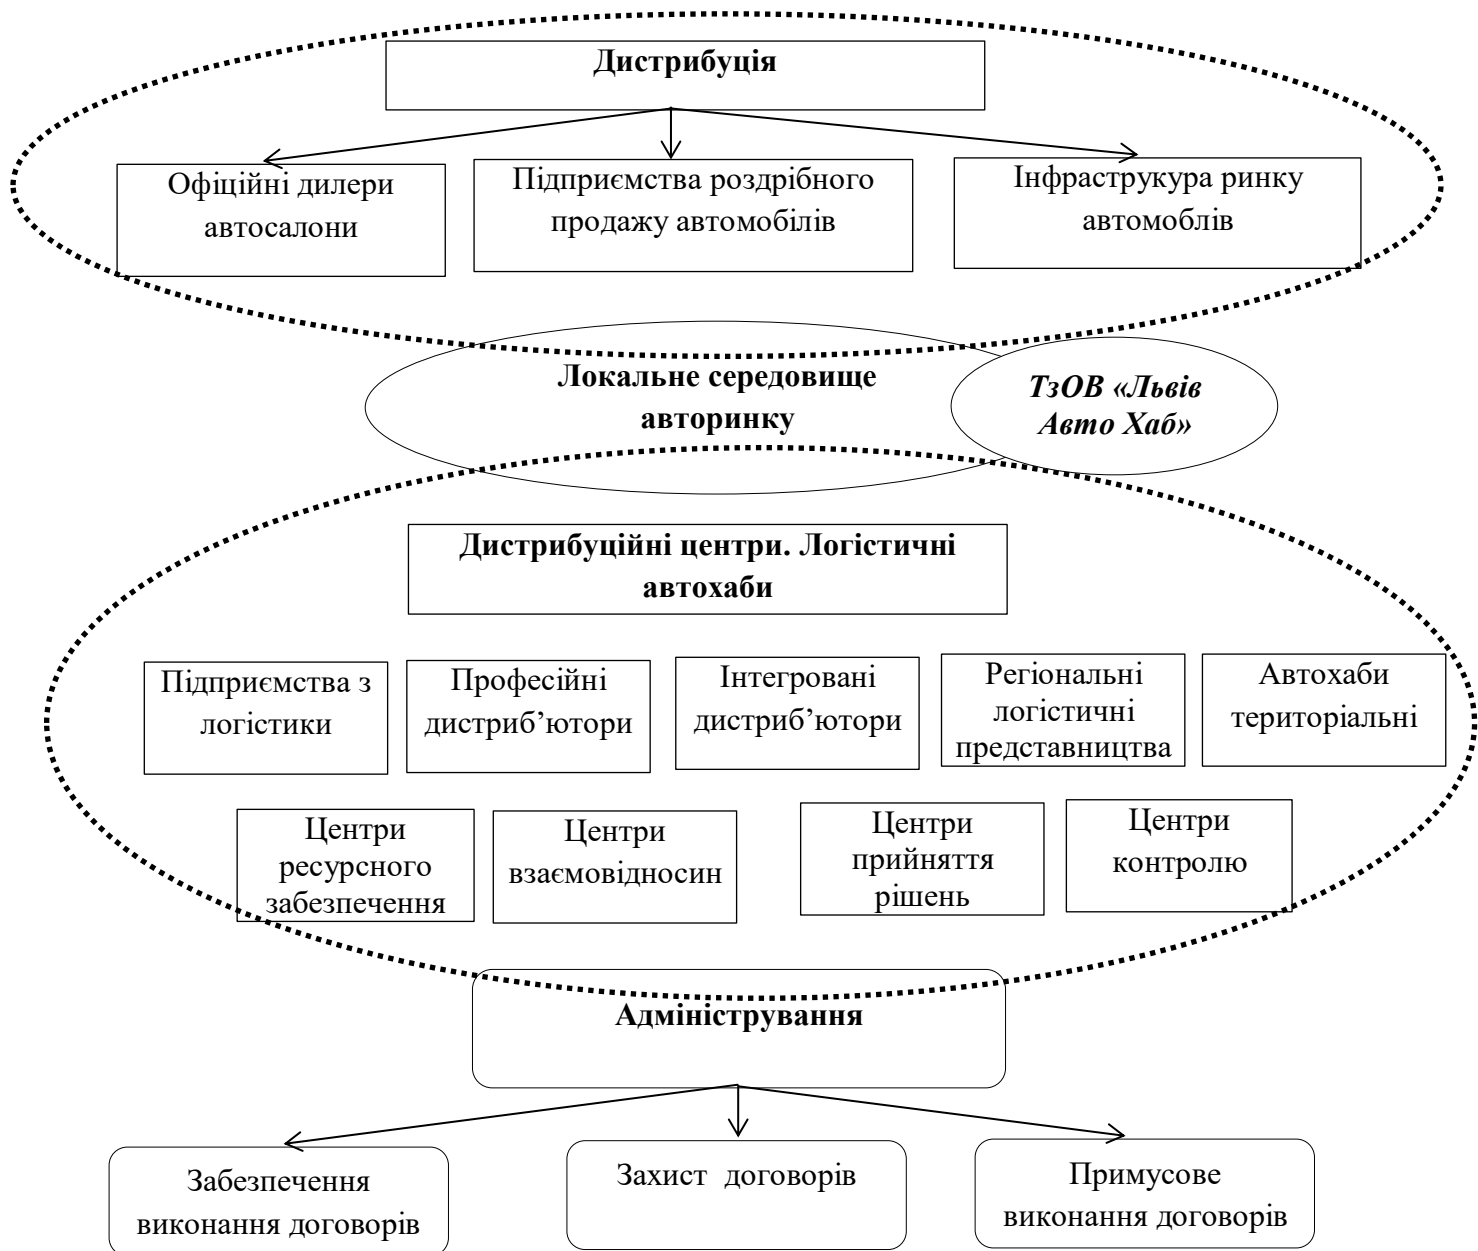 Дистрибуція
Офіційні дилери
автосалони
Підприємства роздрібного
продажу автомобілів
Інфраструкура ринку
автомоблів
Локальне середовище
авторинку
ТзОВ «Львів
Авто Хаб»
Дистрибуційні центри. Логістичні
автохаби
Підприємства з
логістики
Професійні
дистриб’ютори
Інтегровані
дистриб’ютори
Регіональні
логістичні
представництва
Автохаби
територіальні
Центри
ресурсного
забезпечення
Центри
взаємовідносин
Центри
прийняття
рішень
Центри
контролю
Адміністрування
Забезпечення
виконання договорів
Захист договорів
Примусове
виконання договорів